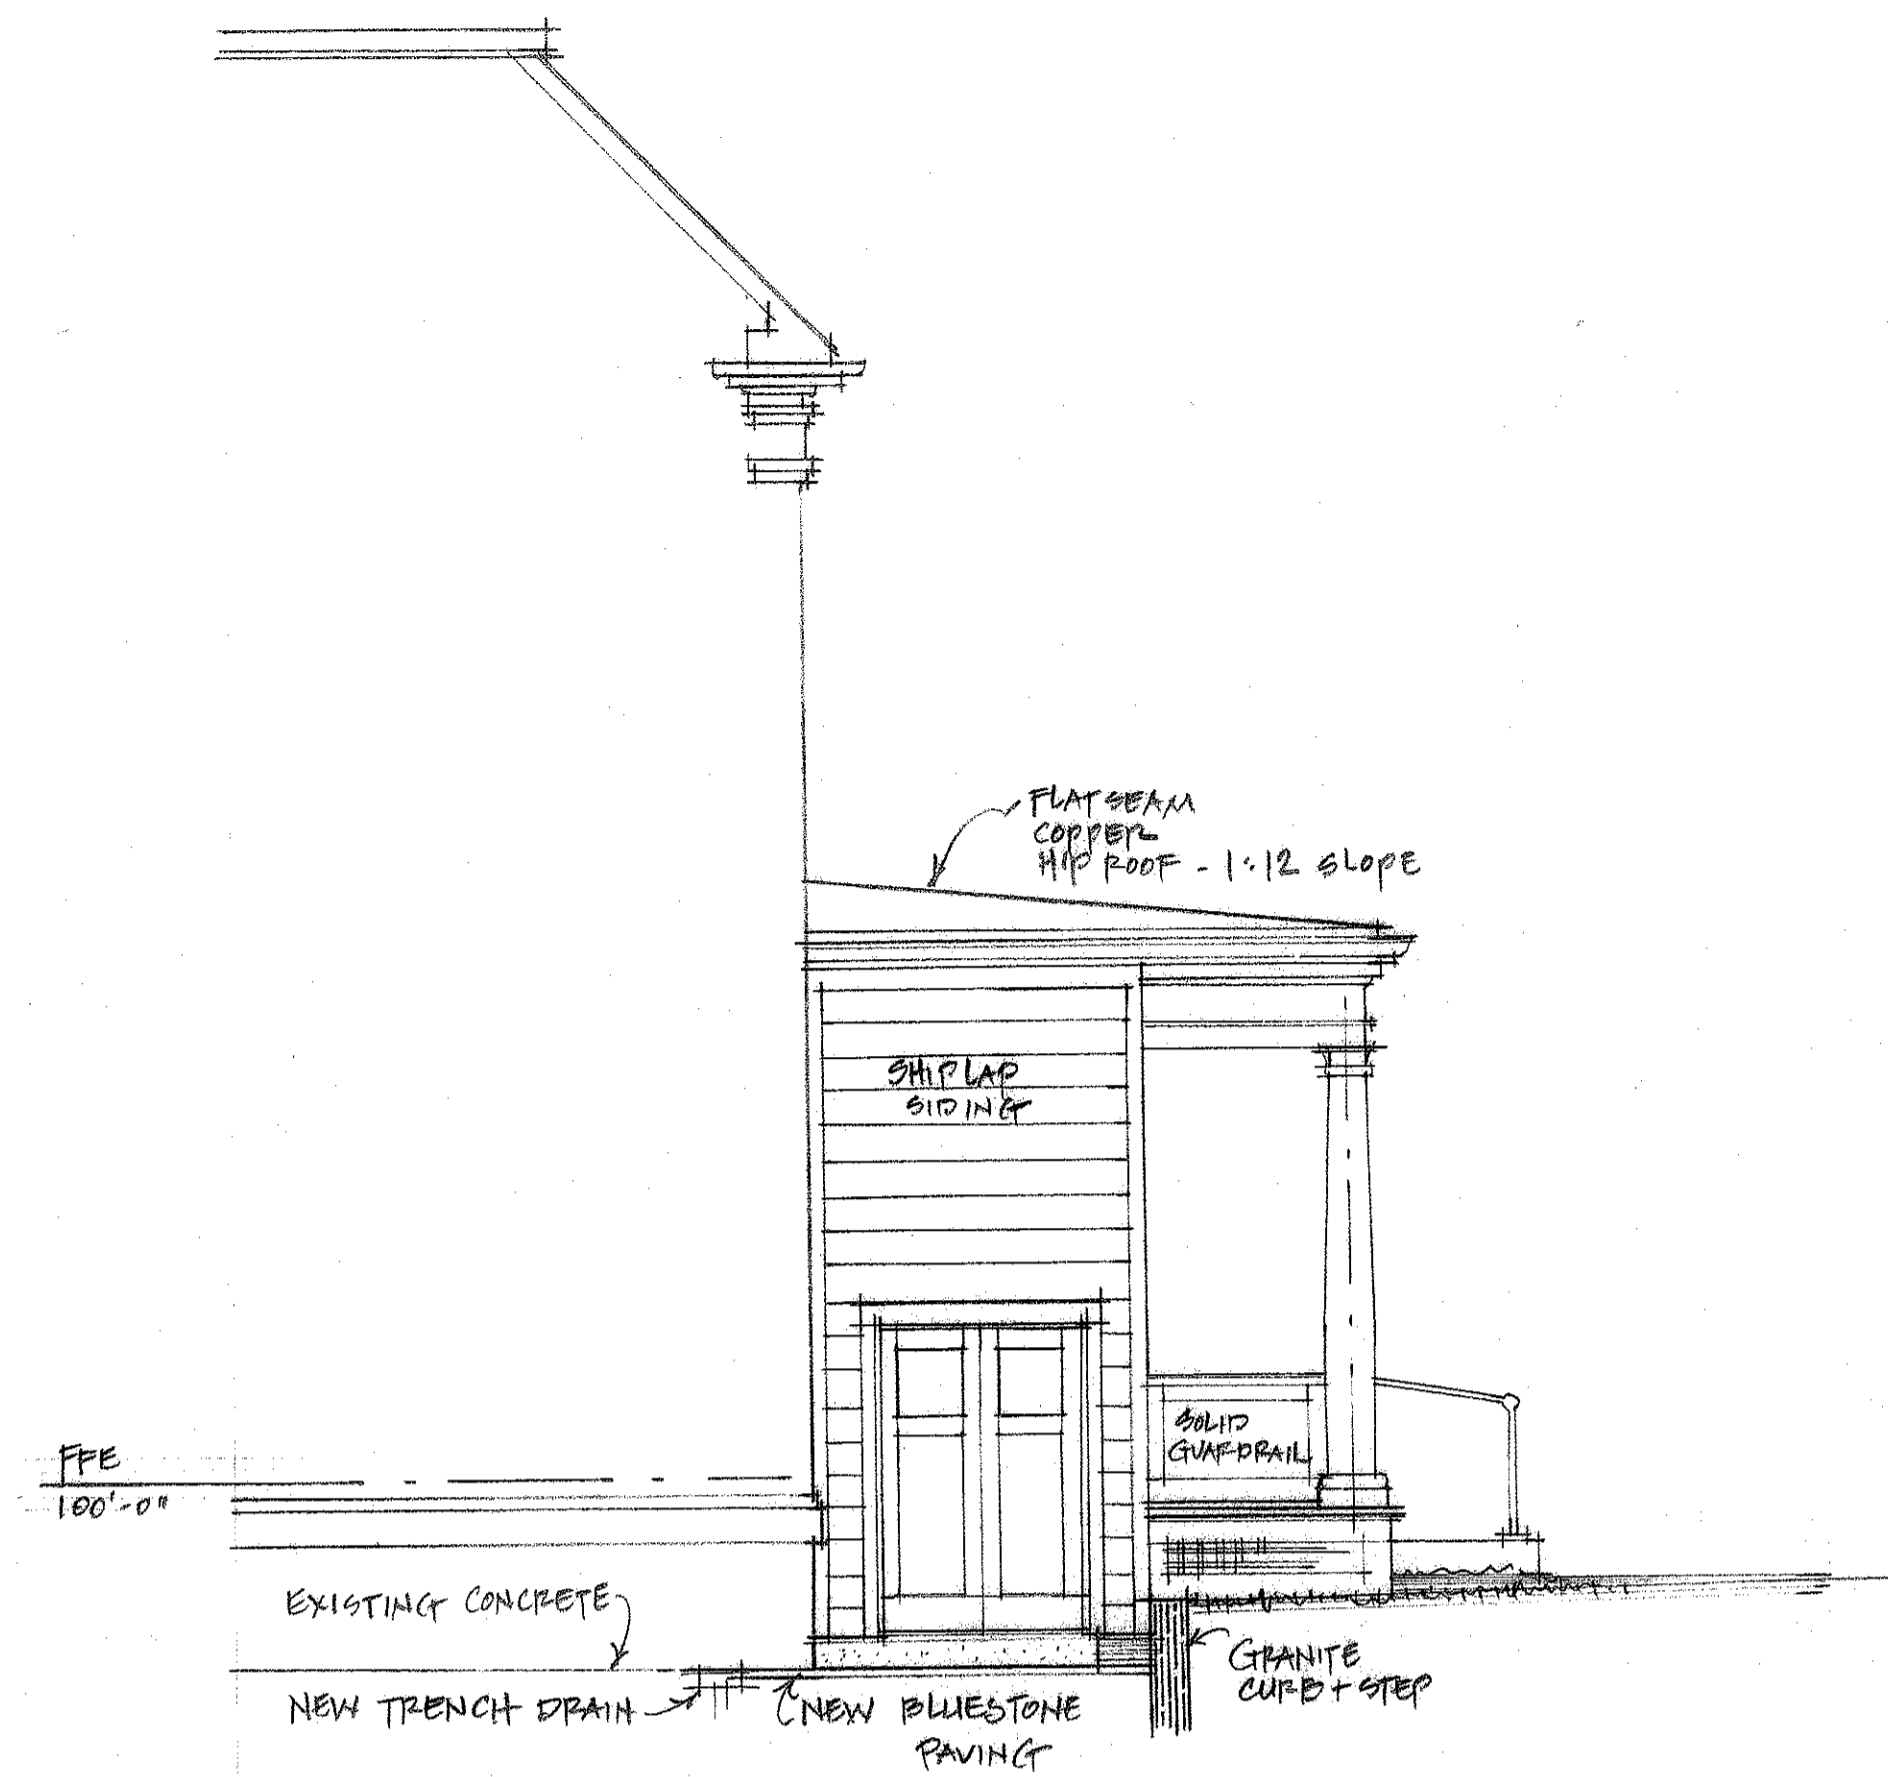 FLAT SEAM
COPPER
HIP ROOF - 1:12 SLOPE
SHIPLAP
SIDING
SOLID
GUARDRAIL
FFE
100'-0"
EXISTING CONCRETE
NEW TRENCH DRAIN
NEW BLUESTONE
PAVING
GRANITE
CURB + STEP